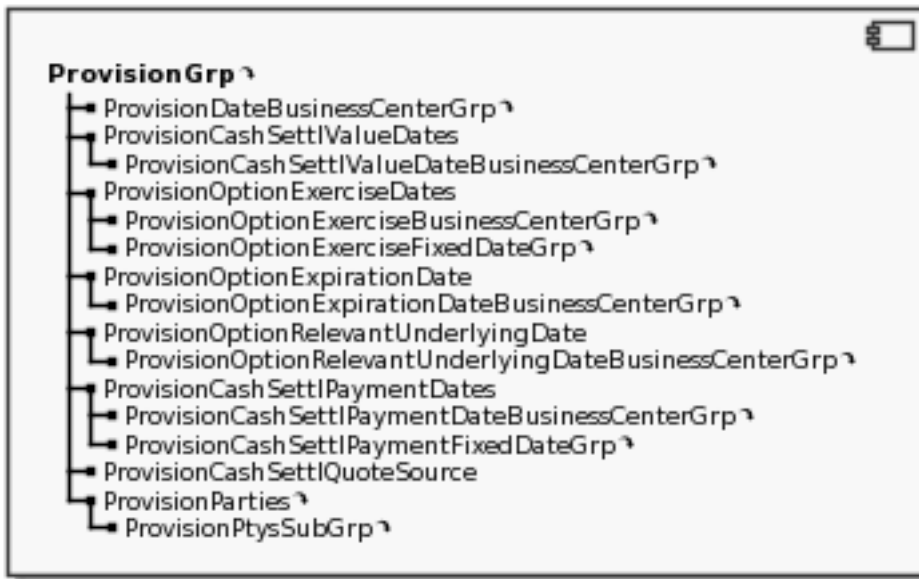 ProvisionGrp
ProvisionDateBusinessCenterGrp
ProvisionCashSettlValueDates
ProvisionCashSettlValueDateBusinessCenterGrp
ProvisionOptionExerciseDates
ProvisionOptionExerciseBusinessCenterGrp
ProvisionOptionExerciseFixedDateGrp
ProvisionOptionExpirationDate
ProvisionOptionExpirationDateBusinessCenterGrp
ProvisionOptionRelevantUnderlyingDate
ProvisionOptionRelevantUnderlyingDateBusinessCenterGrp
ProvisionCashSettlPaymentDates
ProvisionCashSettlPaymentDateBusinessCenterGrp
ProvisionCashSettlPaymentFixedDateGrp
ProvisionCashSettlQuoteSource
ProvisionParties
ProvisionPtysSubGrp